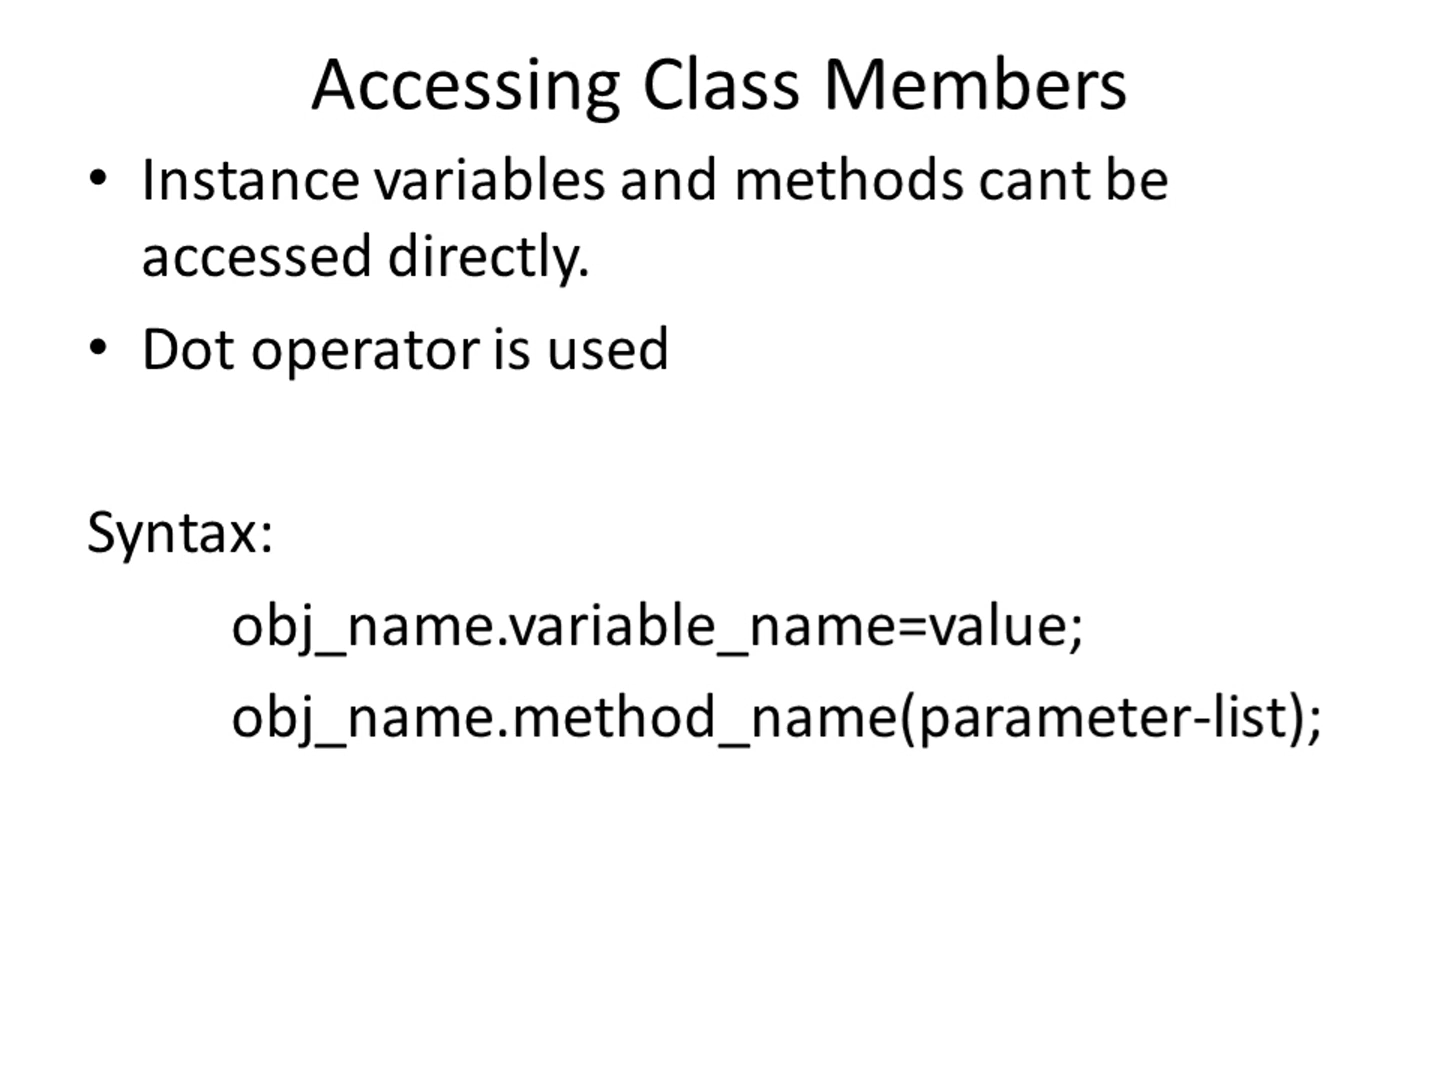 Accessing Class Members
• Instance variables and methods cant be
accessed directly.
• Dot operator is used
Syntax:
obj_name.variable_name=value;
obj_name.method_name(parameter-list);